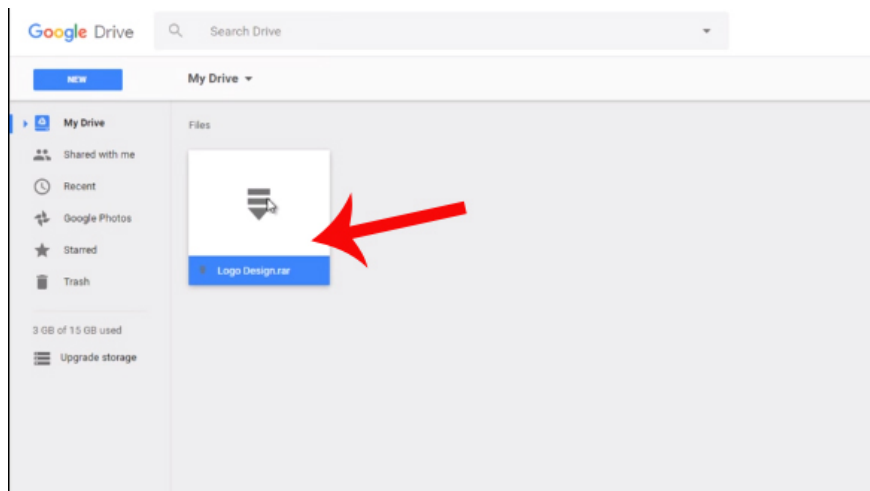 Google Drive
Search Drive
NEW
My Drive
My Drive
Shared with me
Recent
Google Photos
Starred
Trash
3 GB of 15 GB used
Upgrade storage
Files
Logo Design.rar